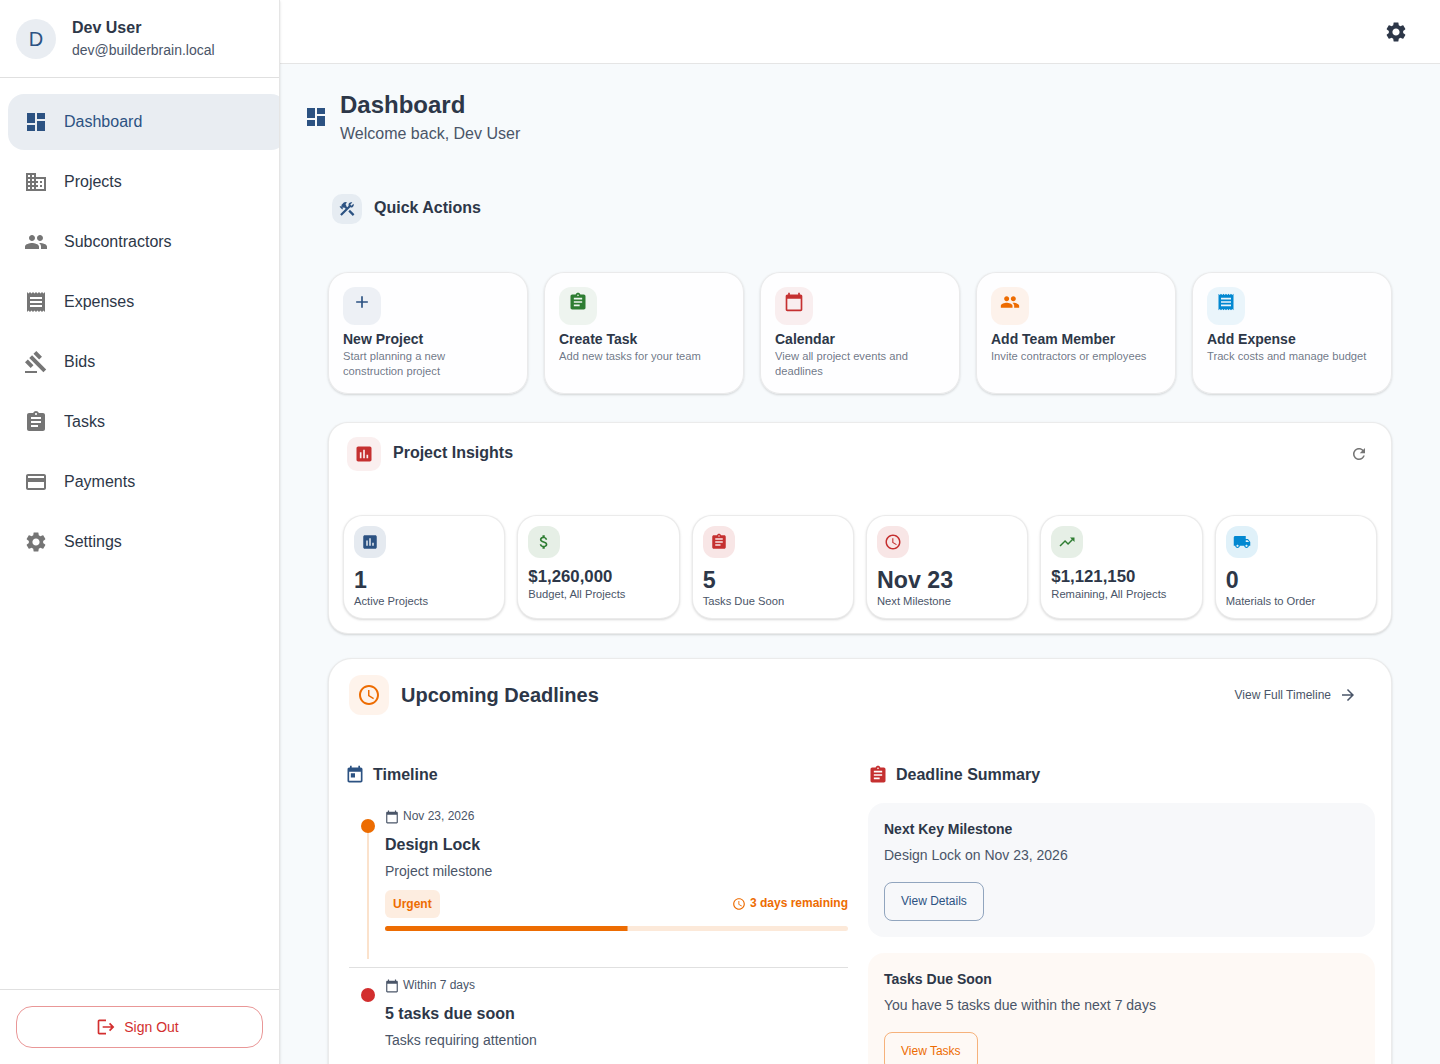 D
Dev User
dev@builderbrain.local
Dashboard
Projects
Subcontractors
Expenses
Bids
Tasks
Payments
Settings
Sign Out
Dashboard
Welcome back, Dev User
Quick Actions
New Project
Start planning a new
construction project
Create Task
Add new tasks for your team
Calendar
View all project events and
deadlines
Add Team Member
Invite contractors or employees
Add Expense
Track costs and manage budget
Project Insights
1
Active Projects
$1,260,000
Budget, All Projects
5
Tasks Due Soon
Nov 23
Next Milestone
$1,121,150
Remaining, All Projects
0
Materials to Order
Upcoming Deadlines
View Full Timeline
Timeline
Nov 23, 2026
Design Lock
Project milestone
Urgent
3 days remaining
Within 7 days
5 tasks due soon
Tasks requiring attention
Deadline Summary
Next Key Milestone
Design Lock on Nov 23, 2026
View Details
Tasks Due Soon
You have 5 tasks due within the next 7 days
View Tasks